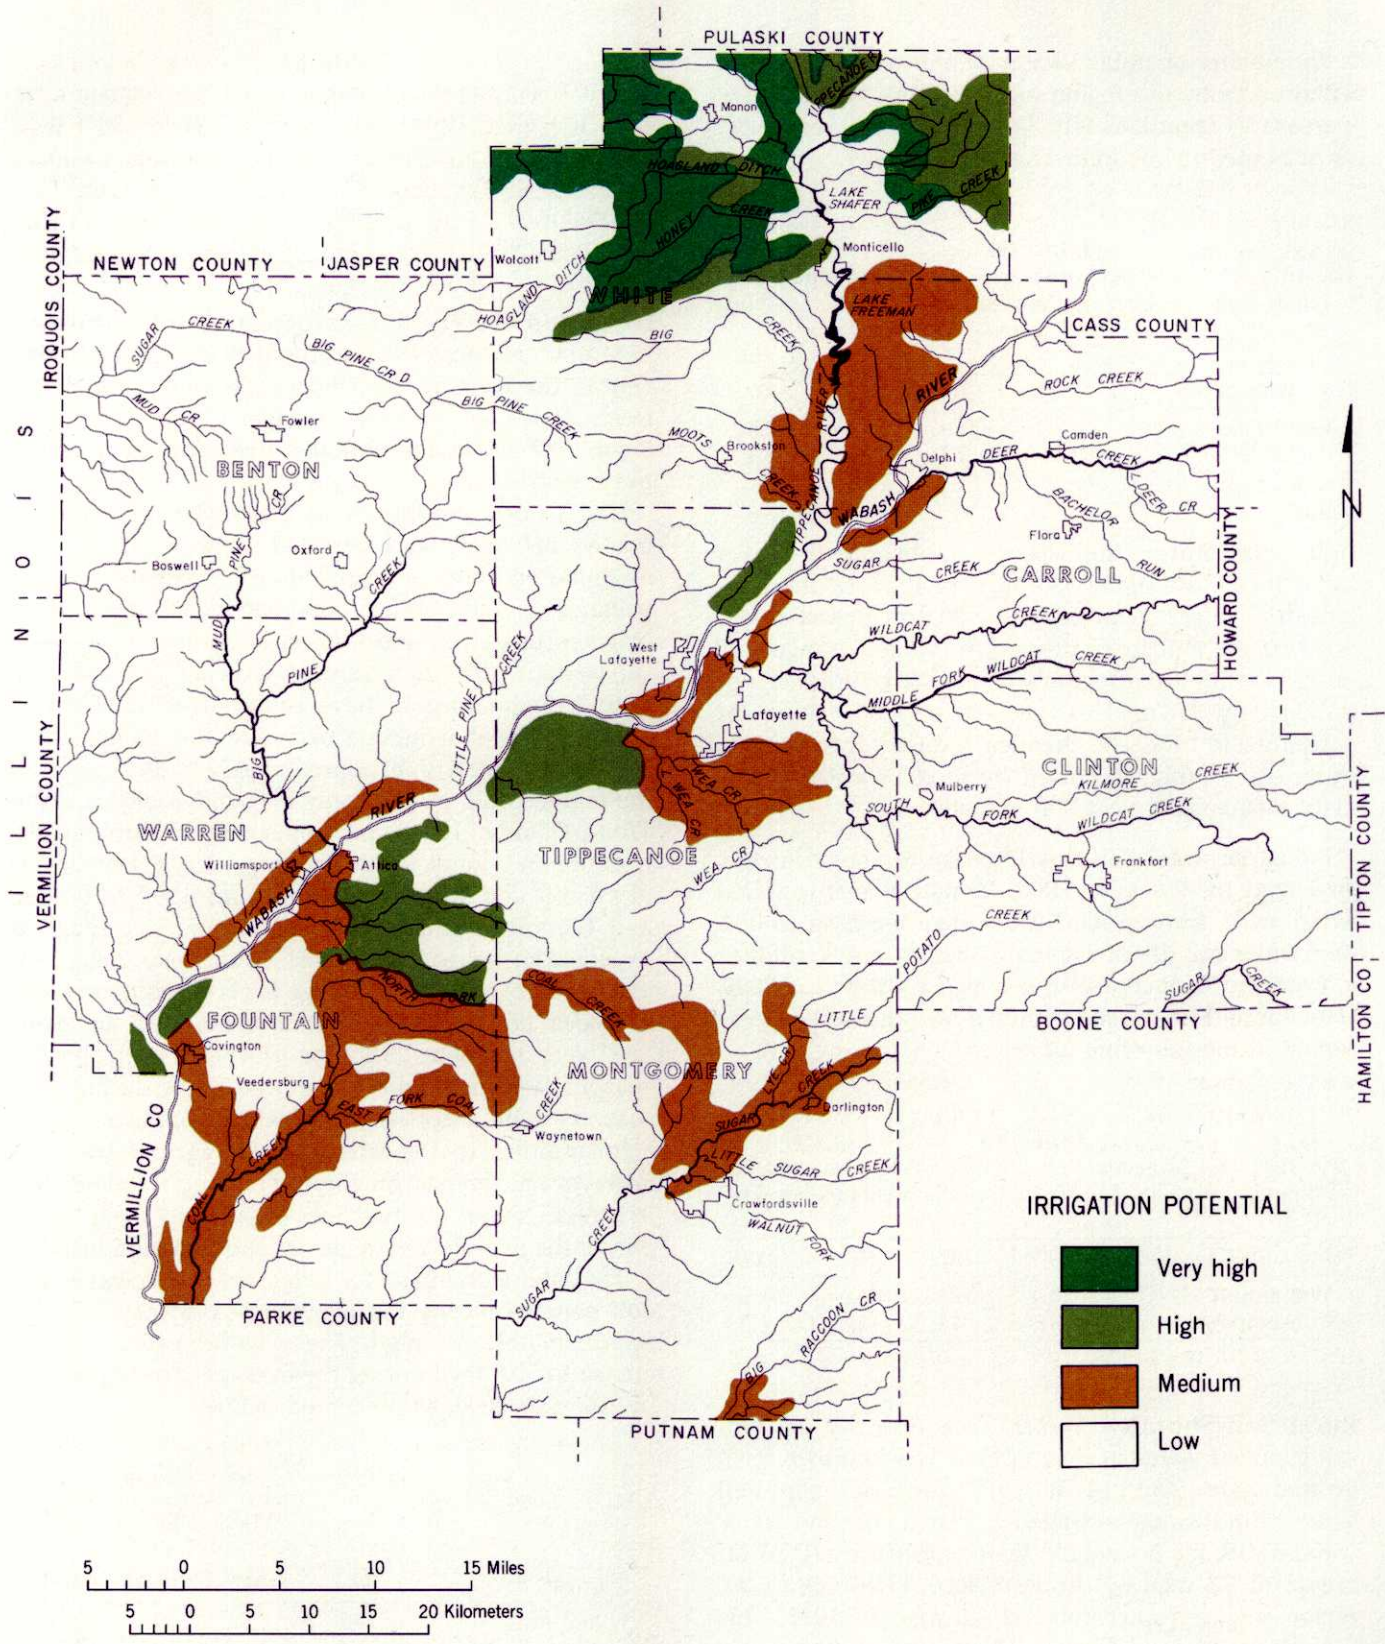 PULASKI COUNTY
TIPPECANOE R
TIPPECANOE
Monon
HOAGLAND DITCH
LAKE
SHAFER
PIKE CREEK
HONEY CREEK
Monticello
Wolcott
HOAGLAND DITCH
WHITE
NEWTON COUNTY
JASPER COUNTY
IROQUOIS COUNTY
LAKE
FREEMAN
CASS COUNTY
SUGAR CREEK
BIG PINE CR D
BIG CREEK
ROCK CREEK
MUD CR
Fowler
BIG PINE CREEK
MOOTS CREEK
Brookston
RIVER
TIPPECANOE
WABASH RIVER
Delphi
Camden
DEER CREEK
BENTON
BACHELOR RUN
L DEER CR
Flora
ILLINOIS
N
Boswell
Oxford
MUD PINE CR
PINE CREEK
BIG
SUGAR CREEK
CARROLL
HOWARD COUNTY
WILDCAT CREEK
West
Lafayette
LITTLE PINE CREEK
MIDDLE FORK WILDCAT CREEK
Lafayette
VERMILION COUNTY
CLINTON
KILMORE CREEK
Mulberry
SOUTH FORK WILDCAT CREEK
L WEA CR
WEA CR
WEA CR
TIPPECANOE
Frankfort
TIPTON COUNTY
HAMILTON CO
WARREN
Williamsport
Attica
WABASH RIVER
POTATO CREEK
SUGAR CREEK
BOONE COUNTY
NORTH FORK
COAL CREEK
LITTLE
FOUNTAIN
Covington
MONTGOMERY
LYE CR
Veedersburg
EAST FORK COAL CREEK
SUGAR CREEK
Darlington
Waynetown
COAL CREEK
LITTLE SUGAR CREEK
Crawfordsville
WALNUT FORK
VERMILLION CO
SUGAR CREEK
PARKE COUNTY
BIG RACCOON CR
PUTNAM COUNTY
IRRIGATION POTENTIAL
Very high
High
Medium
Low
5 0 5 10 15 Miles
5 0 5 10 15 20 Kilometers